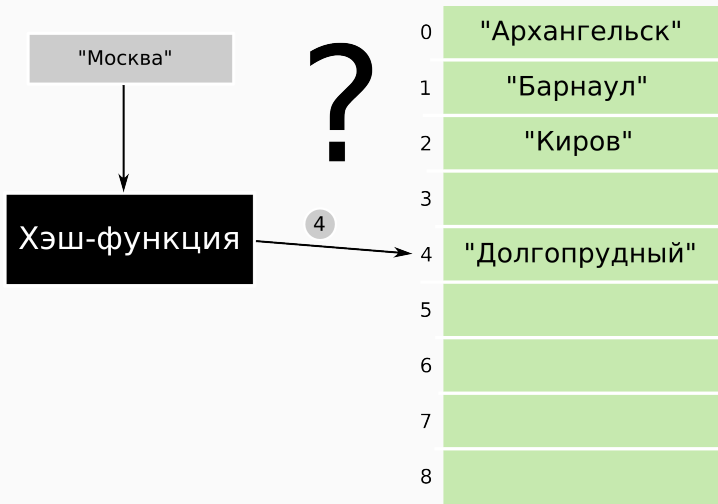 "Москва"
Хэш-функция
4
?
0 "Архангельск"
1 "Барнаул"
2 "Киров"
3
4 "Долгопрудный"
5
6
7
8